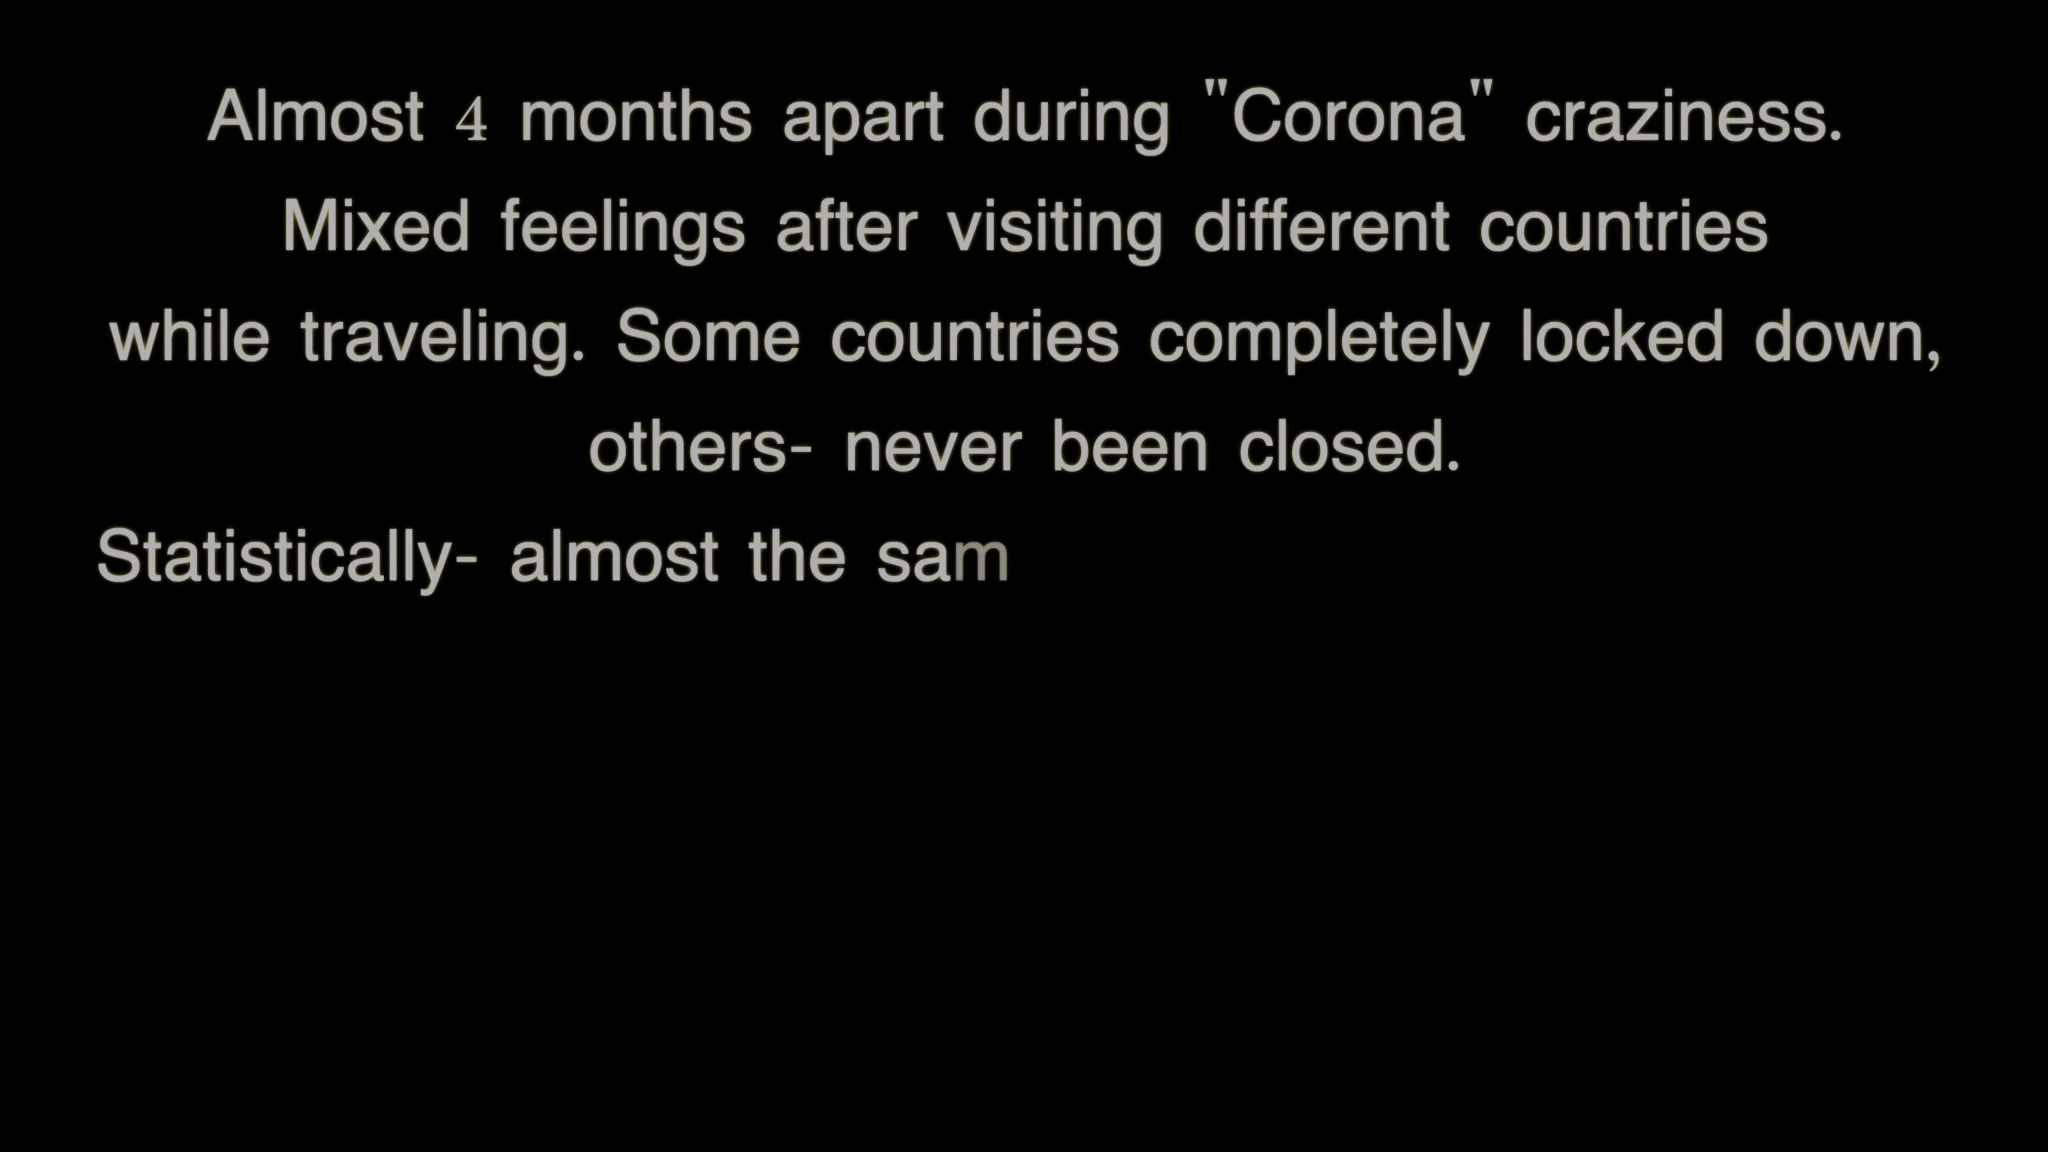 Almost 4 months apart during "Corona" craziness.
Mixed feelings after visiting different countries
while traveling. Some countries completely locked down,
others- never been closed.
Statistically- almost the sam